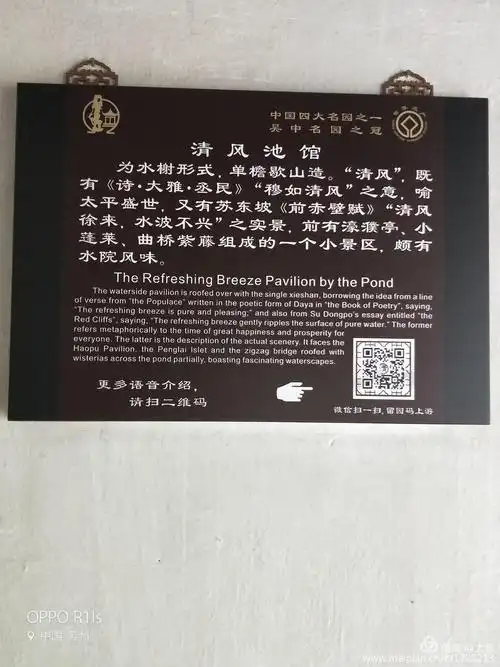 中国四大名园之一
吴中名园之冠
清风池馆
为水榭形式，单檐歇山造。“清风”，既
有《诗·大雅·烝民》“穆如清风”之意，喻
太平盛世，又有苏东坡《前赤壁赋》“清风
徐来，水波不兴”之实景，前有濠濮亭、小
蓬莱、曲桥紫藤组成的一个小景区，颇有
水院风味。
The Refreshing Breeze Pavilion by the Pond
The waterside pavilion is roofed over with the single xieshan, borrowing the idea from a line
of verse from "the Populace" written in the poetic form of Daya in "the Book of Poetry", saying,
"The refreshing breeze is pure and pleasing;" and also from Su Dongpo's essay entitled "the
Red Cliffs", saying, "The refreshing breeze gently ripples the surface of pure water." The former
refers metaphorically to the time of great happiness and prosperity for
everyone. The latter is the description of the actual scenery. It faces the
Haopu Pavilion, the Penglai Islet and the zigzag bridge roofed with
wisterias across the pond partially, boasting fascinating waterscapes.
更多语音介绍，
请扫二维码
微信扫一扫，留园码上游
OPPO R11s
中国·苏州